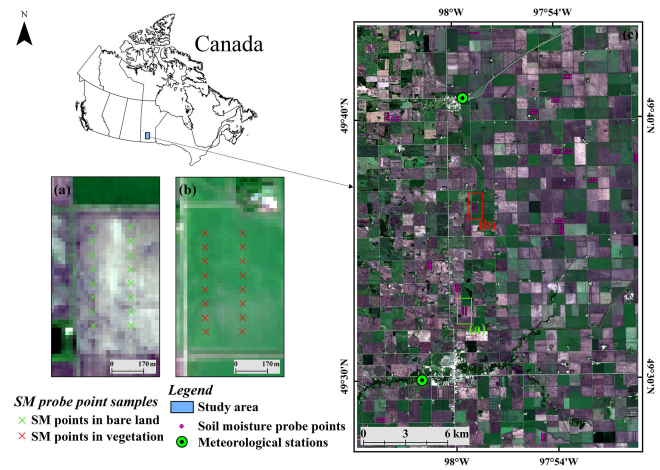 N
Canada
98°W 97°54′W
(c)
49°40′N 49°40′N
(a) (b)
(b)
(a)
170 m 170 m
49°30′N 49°30′N
SM probe point samples
SM points in bare land
SM points in vegetation
Legend
Study area
Soil moisture probe points
Meteorological stations
0 3 6 km
98°W 97°54′W